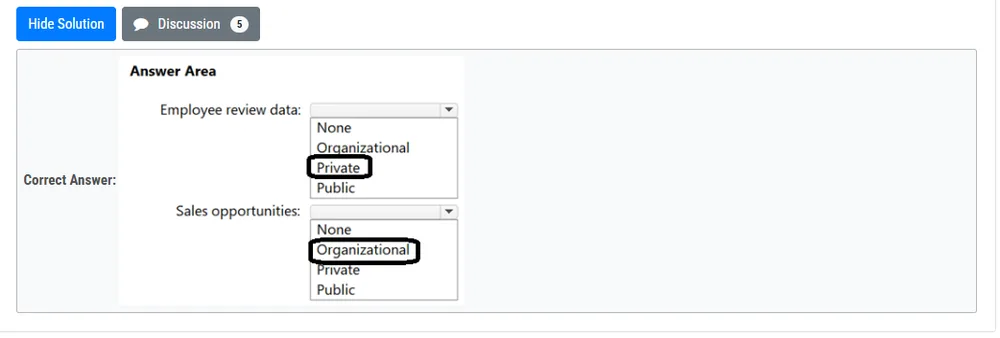 Hide Solution
Discussion 5
Answer Area
Employee review data:
None
Organizational
Private
Public
Correct Answer:
Sales opportunities:
None
Organizational
Private
Public